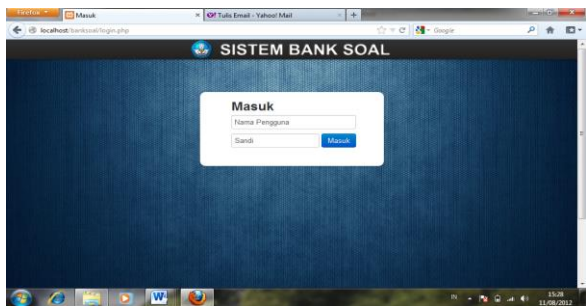 Firefox
Masuk
Tulis Email - Yahoo! Mail
localhost/banksoal/login.php
Google
SISTEM BANK SOAL
Masuk
Nama Pengguna
Sandi
Masuk
IN
15:28
11/08/2012